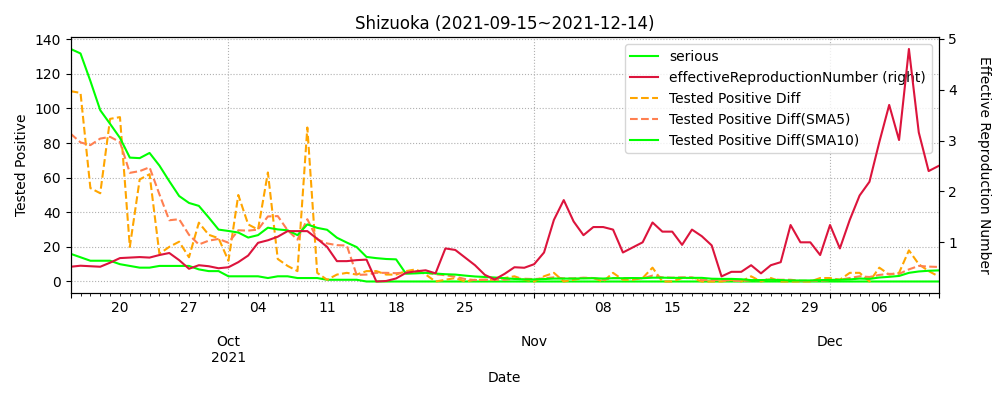 Shizuoka (2021-09-15~2021-12-14)
140
120
100
80
60
40
20
0
Tested Positive
5
4
3
2
1
Effective Reproduction Number
serious
effectiveReproductionNumber (right)
Tested Positive Diff
Tested Positive Diff(SMA5)
Tested Positive Diff(SMA10)
20 27 04 11 18 25 08 15 22 29 06
Oct Nov Dec
2021
Date